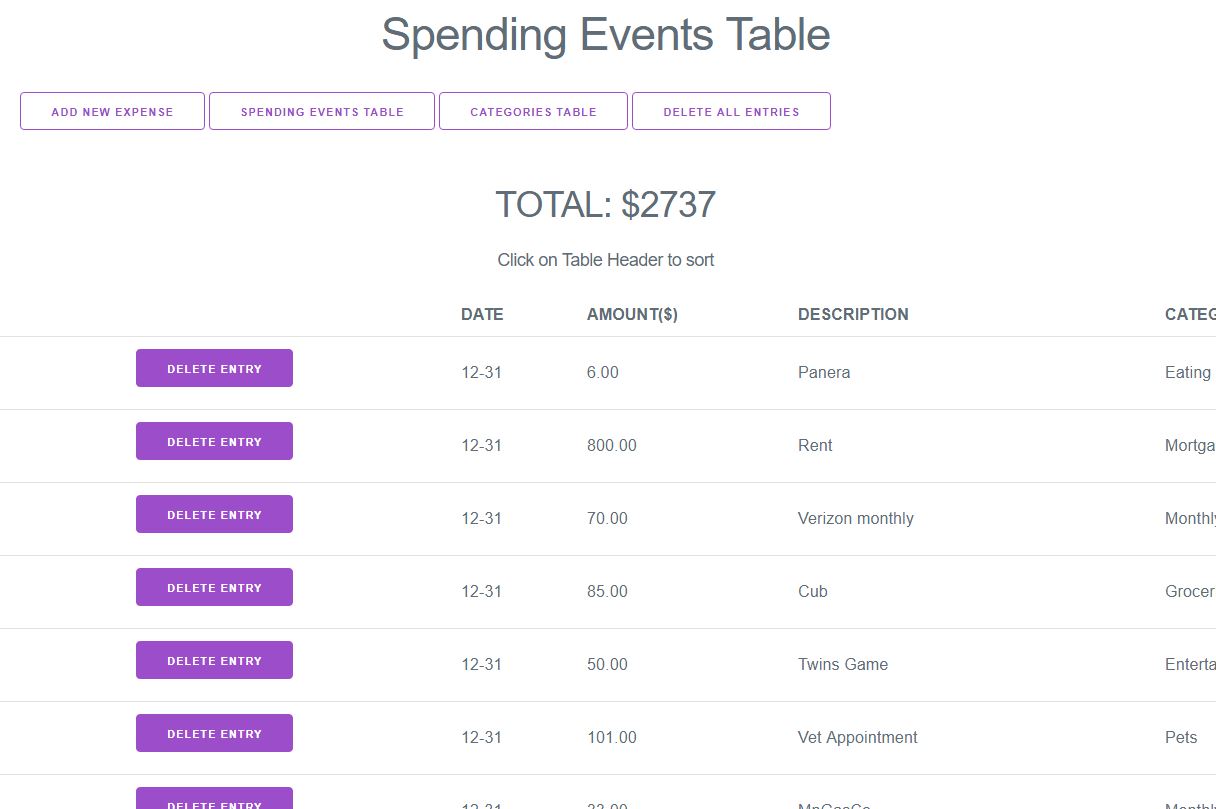 Spending Events Table
ADD NEW EXPENSE SPENDING EVENTS TABLE CATEGORIES TABLE DELETE ALL ENTRIES
TOTAL: $2737
Click on Table Header to sort
DATE AMOUNT($) DESCRIPTION CATEG
DELETE ENTRY 12-31 6.00 Panera Eating
DELETE ENTRY 12-31 800.00 Rent Mortga
DELETE ENTRY 12-31 70.00 Verizon monthly Monthly
DELETE ENTRY 12-31 85.00 Cub Grocer
DELETE ENTRY 12-31 50.00 Twins Game Enterta
DELETE ENTRY 12-31 101.00 Vet Appointment Pets
DELETE ENTRY 12-31